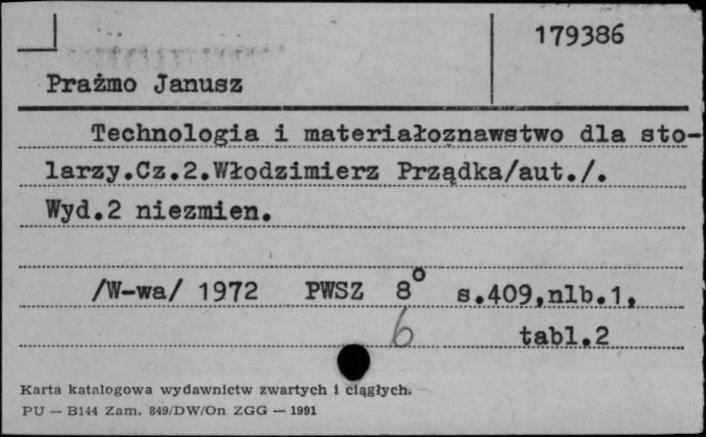 179386
Prażmo Janusz
Technologia i materiałoznawstwo dla sto-
larzy.Cz.2.Włodzimierz Prządka/aut./.
Wyd.2 niezmien.
/W-wa/ 1972 PWSZ 8° s.409,nlb.1,
6 tabl.2
Karta katalogowa wydawnictw zwartych i ciągłych.
PU — B144 Zam. 849/DW/On ZGG — 1991